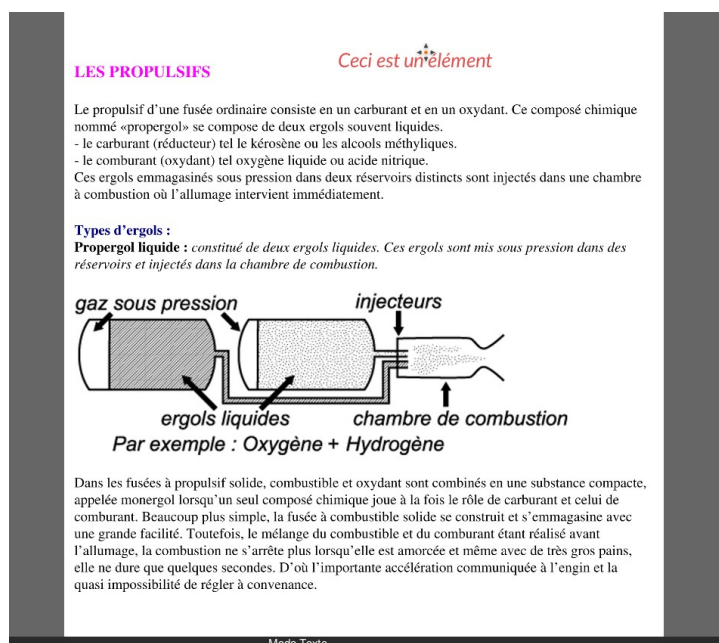 Ceci est un élément
LES PROPULSIFS
Le propulsif d’une fusée ordinaire consiste en un carburant et en un oxydant. Ce composé chimique
nommé «propergol» se compose de deux ergols souvent liquides.
- le carburant (réducteur) tel le kérosène ou les alcools méthyliques.
- le comburant (oxydant) tel oxygène liquide ou acide nitrique.
Ces ergols emmagasinés sous pression dans deux réservoirs distincts sont injectés dans une chambre
à combustion où l’allumage intervient immédiatement.
Types d’ergols :
Propergol liquide : constitué de deux ergols liquides. Ces ergols sont mis sous pression dans des
réservoirs et injectés dans la chambre de combustion.
gaz sous pression
injecteurs
ergols liquides
chambre de combustion
Par exemple : Oxygène + Hydrogène
Dans les fusées à propulsif solide, combustible et oxydant sont combinés en une substance compacte,
appelée monergol lorsqu’un seul composé chimique joue à la fois le rôle de carburant et celui de
comburant. Beaucoup plus simple, la fusée à combustible solide se construit et s’emmagasine avec
une grande facilité. Toutefois, le mélange du combustible et du comburant étant réalisé avant
l’allumage, la combustion ne s’arrête plus lorsqu’elle est amorcée et même avec de très gros pains,
elle ne dure que quelques secondes. D’où l’importante accélération communiquée à l’engin et la
quasi impossibilité de régler à convenance.
Mode Texte